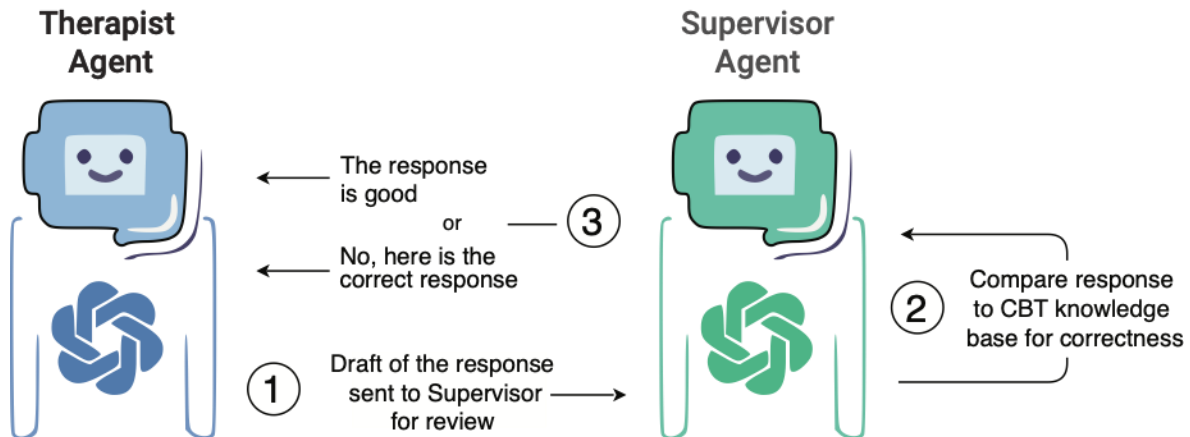 Therapist
Agent
Supervisor
Agent
The response
is good
or
No, here is the
correct response
3
2
Compare response
to CBT knowledge
base for correctness
1
Draft of the response
sent to Supervisor
for review